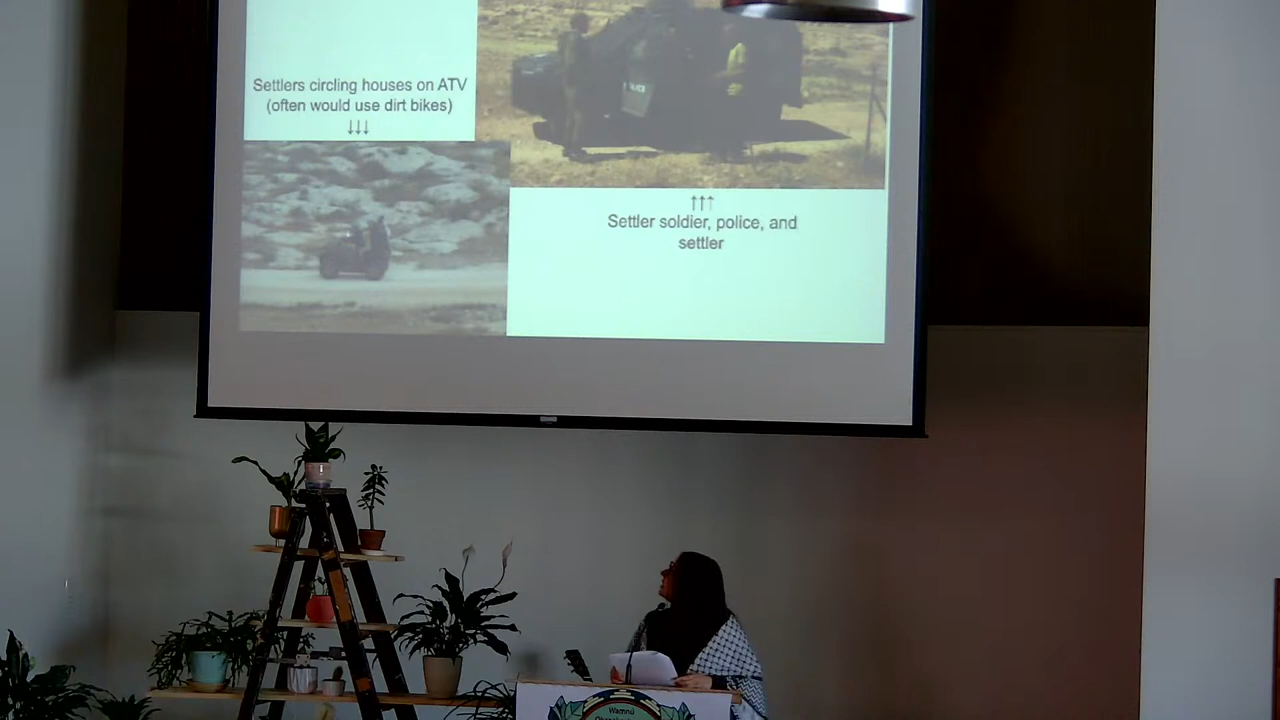 Settlers circling houses on ATV
(often would use dirt bikes)
↓↓↓
↑↑↑
Settler soldier, police, and
settler